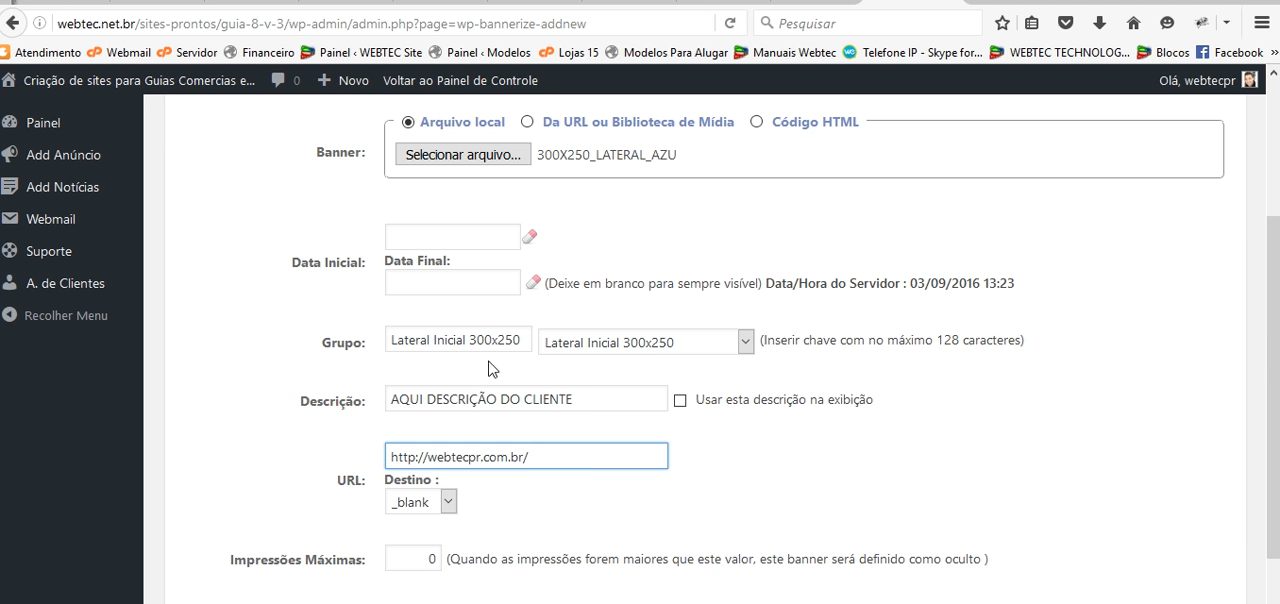 webtec.net.br/sites-prontos/guia-8-v-3/wp-admin/admin.php?page=wp-bannerize-addnew
Pesquisar
Atendimento Webmail Servidor Financeiro Painel ‹ WEBTEC Site Painel ‹ Modelos Lojas 15 Modelos Para Alugar Manuais Webtec Telefone IP - Skype for... WEBTEC TECHNOLOG... Blocos Facebook »
Criação de sites para Guias Comercias e... 0 + Novo Voltar ao Painel de Controle Olá, webtecpr
Painel
Add Anúncio
Add Notícias
Webmail
Suporte
A. de Clientes
Recolher Menu
Arquivo local Da URL ou Biblioteca de Mídia Código HTML
Banner: Selecionar arquivo... 300X250_LATERAL_AZU
Data Inicial:
Data Final:
(Deixe em branco para sempre visível) Data/Hora do Servidor : 03/09/2016 13:23
Grupo: Lateral Inicial 300x250 Lateral Inicial 300x250 (Inserir chave com no máximo 128 caracteres)
Descrição: AQUI DESCRIÇÃO DO CLIENTE Usar esta descrição na exibição
http://webtecpr.com.br/
URL: Destino :
_blank
Impressões Máximas: 0 (Quando as impressões forem maiores que este valor, este banner será definido como oculto )